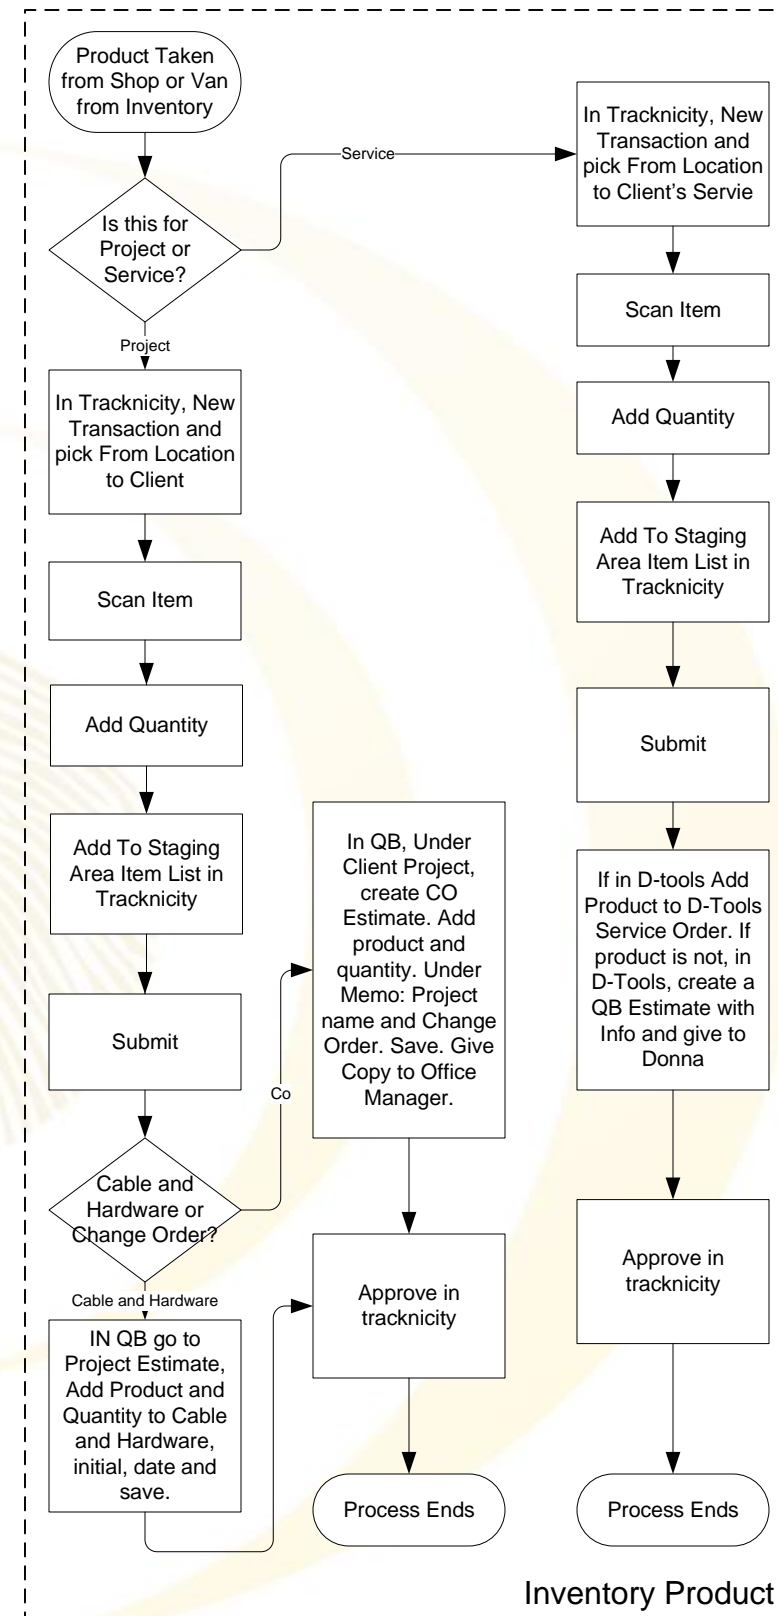 Product Taken
from Shop or Van
from Inventory
Is this for
Project or
Service?
Service
Project
In Tracknicity, New
Transaction and
pick From Location
to Client
Scan Item
Add Quantity
Add To Staging
Area Item List in
Tracknicity
Submit
Cable and
Hardware or
Change Order?
Co
Cable and Hardware
IN QB go to
Project Estimate,
Add Product and
Quantity to Cable
and Hardware,
initial, date and
save.
In QB, Under
Client Project,
create CO
Estimate. Add
product and
quantity. Under
Memo: Project
name and Change
Order. Save. Give
Copy to Office
Manager.
Approve in
tracknicity
Process Ends
In Tracknicity, New
Transaction and
pick From Location
to Client's Servie
Scan Item
Add Quantity
Add To Staging
Area Item List in
Tracknicity
Submit
If in D-tools Add
Product to D-Tools
Service Order. If
product is not, in
D-Tools, create a
QB Estimate with
Info and give to
Donna
Approve in
tracknicity
Process Ends
Inventory Product